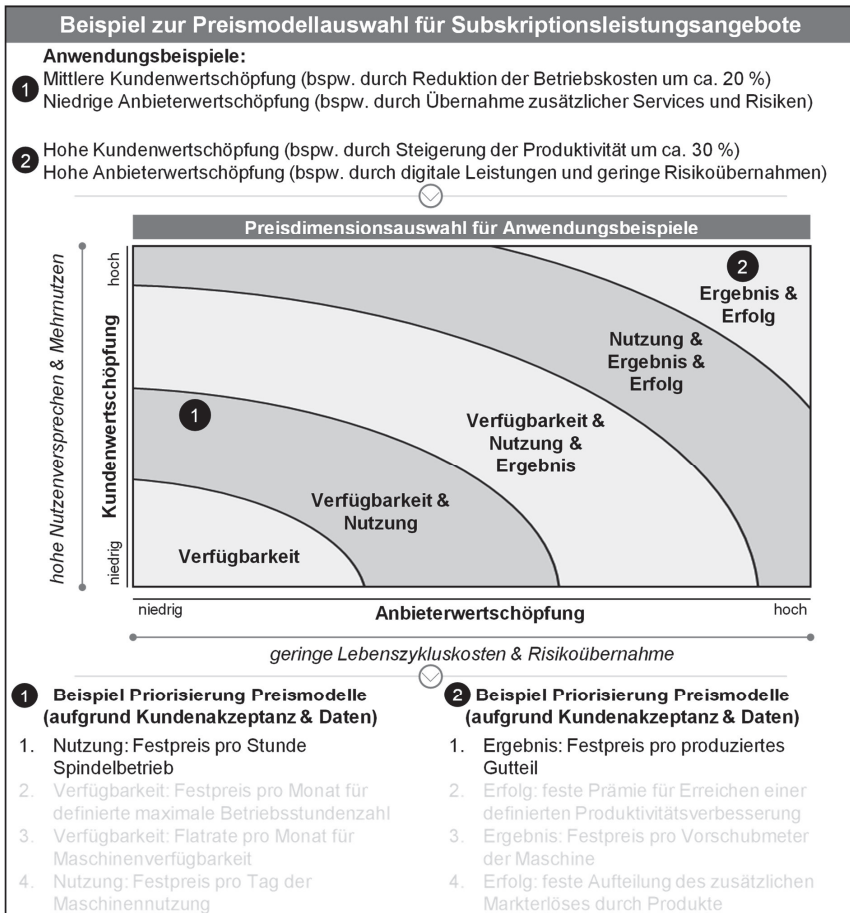 Beispiel zur Preismodellauswahl für Subskriptionsleistungsangebote
Anwendungsbeispiele:
1
Mittlere Kundenwertschöpfung (bspw. durch Reduktion der Betriebskosten um ca. 20 %)
Niedrige Anbieterwertschöpfung (bspw. durch Übernahme zusätzlicher Services und Risiken)
2
Hohe Kundenwertschöpfung (bspw. durch Steigerung der Produktivität um ca. 30 %)
Hohe Anbieterwertschöpfung (bspw. durch digitale Leistungen und geringe Risikoübernahmen)
Preisdimensionsauswahl für Anwendungsbeispiele
hohe Nutzenversprechen & Mehrnutzen
Kundenwertschöpfung
hoch
niedrig
2
Ergebnis &
Erfolg
Nutzung &
Ergebnis &
Erfolg
1
Verfügbarkeit &
Nutzung &
Ergebnis
Verfügbarkeit &
Nutzung
Verfügbarkeit
niedrig
Anbieterwertschöpfung
hoch
geringe Lebenszykluskosten & Risikoübernahme
1 Beispiel Priorisierung Preismodelle
(aufgrund Kundenakzeptanz & Daten)
1. Nutzung: Festpreis pro Stunde
Spindelbetrieb
2. Verfügbarkeit: Festpreis pro Monat für
definierte maximale Betriebsstundenzahl
3. Verfügbarkeit: Flatrate pro Monat für
Maschinenverfügbarkeit
4. Nutzung: Festpreis pro Tag der
Maschinennutzung
2 Beispiel Priorisierung Preismodelle
(aufgrund Kundenakzeptanz & Daten)
1. Ergebnis: Festpreis pro produziertes
Gutteil
2. Erfolg: feste Prämie für Erreichen einer
definierten Produktivitätsverbesserung
3. Ergebnis: Festpreis pro Vorschubmeter
der Maschine
4. Erfolg: feste Aufteilung des zusätzlichen
Markterlöses durch Produkte